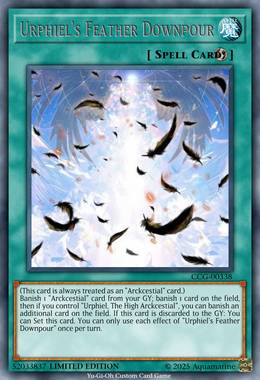 URPHIEL'S FEATHER DOWNPOUR
[ SPELL CARD ]
CCG-00338
(This card is always treated as an "Arckcestial" card.)
Banish 1 "Arckcestial" card from your GY; banish 1 card on the field,
then if you control "Urphiel, The High Arckcestial", you can banish an
additional card on the field. If this card is discarded to the GY: You
can Set this card. You can only use each effect of "Urphiel's Feather
Downpour" once per turn.
52033837 LIMITED EDITION
© 2025 Aquamarine
Yu-Gi-Oh Custom Card Game